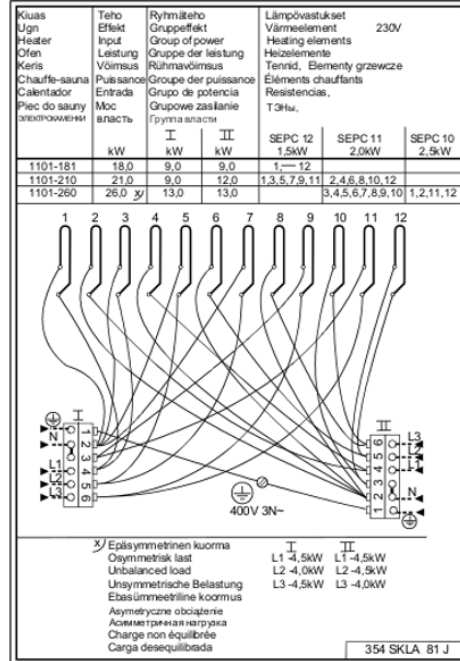 Kiuas Teho Ryhmäteho Lämpövastukset
Ugn Effekt Gruppeffekt Värmeelement 230V
Heater Input Group of power Heating elements
Ofen Leistung Gruppe der leistung Heizelemente
Keris Võimsus Rühmavõimsus Tennid, Elementy grzewcze
Chauffe-sauna Puissance Groupe der puissance Éléments chauffants
Calentador Entrada Grupo de potencia Resistencias,
Piec do sauny Moc Grupowe zasilanie ТЭНы,
ЭЛЕКТРОКАМЕНКИ власть Группа власти
I II SEPC 12 SEPC 11 SEPC 10
kW kW kW 1,5kW 2,0kW 2,5kW
1101-181 18,0 9,0 9,0 1,— 12
1101-210 21,0 9,0 12,0 1,3,5,7,9,11 2,4,6,8,10,12
1101-260 26,0 x) 13,0 13,0 3,4,5,6,7,8,9,10 1,2,11,12
1 2 3 4 5 6 7 8 9 10 11 12
I
N
L1
L2
L3
1 2 3 4 5 6
II
L3
L2
L1
N
6 5 4 3 2 1
400V 3N~
x) Epäsymmetrinen kuorma I II
Osymmetrisk last L1 -4,5kW L1 -4,5kW
Unbalanced load L2 -4,0kW L2 -4,5kW
Unsymmetrische Belastung L3 -4,5kW L3 -4,0kW
Ebasümmeetriline koormus
Asymetryczne obciążenie
Асимметричная нагрузка
Charge non équilibrée
Carga desequilibrada
354 SKLA 81 J